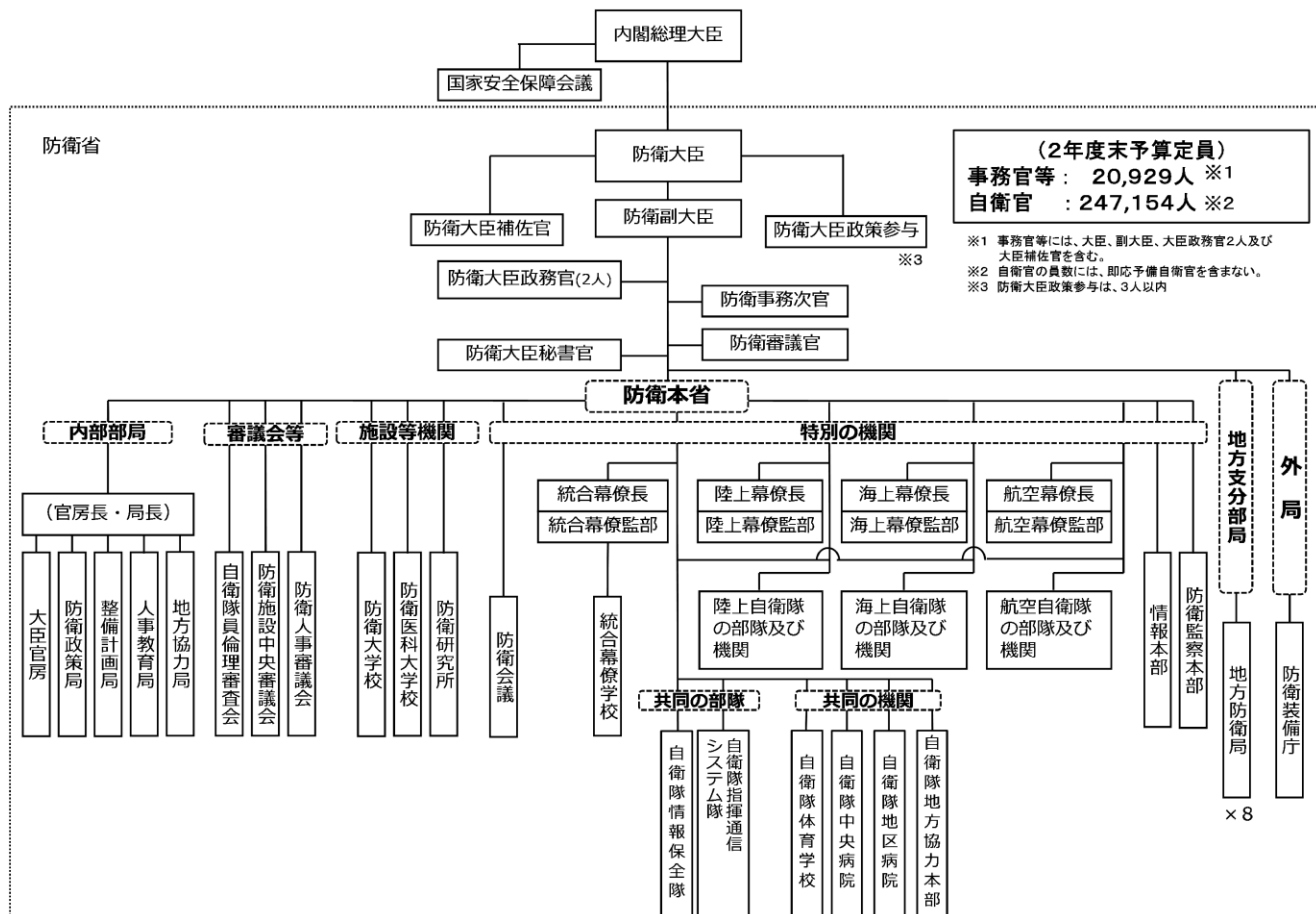 内閣総理大臣
国家安全保障会議
防衛省
防衛大臣
(2年度末予算定員)
事務官等: 20,929人 ※1
自衛官 :247,154人 ※2
防衛大臣補佐官
防衛副大臣
防衛大臣政策参与
※3
※1 事務官等には、大臣、副大臣、大臣政務官2人及び
大臣補佐官を含む。
※2 自衛官の員数には、即応予備自衛官を含まない。
※3 防衛大臣政策参与は、3人以内
防衛大臣政務官(2人)
防衛事務次官
防衛審議官
防衛大臣秘書官
防衛本省
内部部局
審議会等
施設等機関
特別の機関
地方支分部局
外局
(官房長・局長)
統合幕僚長
統合幕僚監部
陸上幕僚長
陸上幕僚監部
海上幕僚長
海上幕僚監部
航空幕僚長
航空幕僚監部
大臣官房
防衛政策局
整備計画局
人事教育局
地方協力局
自衛隊員倫理審査会
防衛施設中央審議会
防衛人事審議会
防衛大学校
防衛医科大学校
防衛研究所
防衛会議
統合幕僚学校
陸上自衛隊
の部隊及び
機関
海上自衛隊
の部隊及び
機関
航空自衛隊
の部隊及び
機関
情報本部
防衛監察本部
地方防衛局
×8
防衛装備庁
共同の部隊
共同の機関
自衛隊情報保全隊
自衛隊指揮通信
システム隊
自衛隊体育学校
自衛隊中央病院
自衛隊地区病院
自衛隊地方協力本部